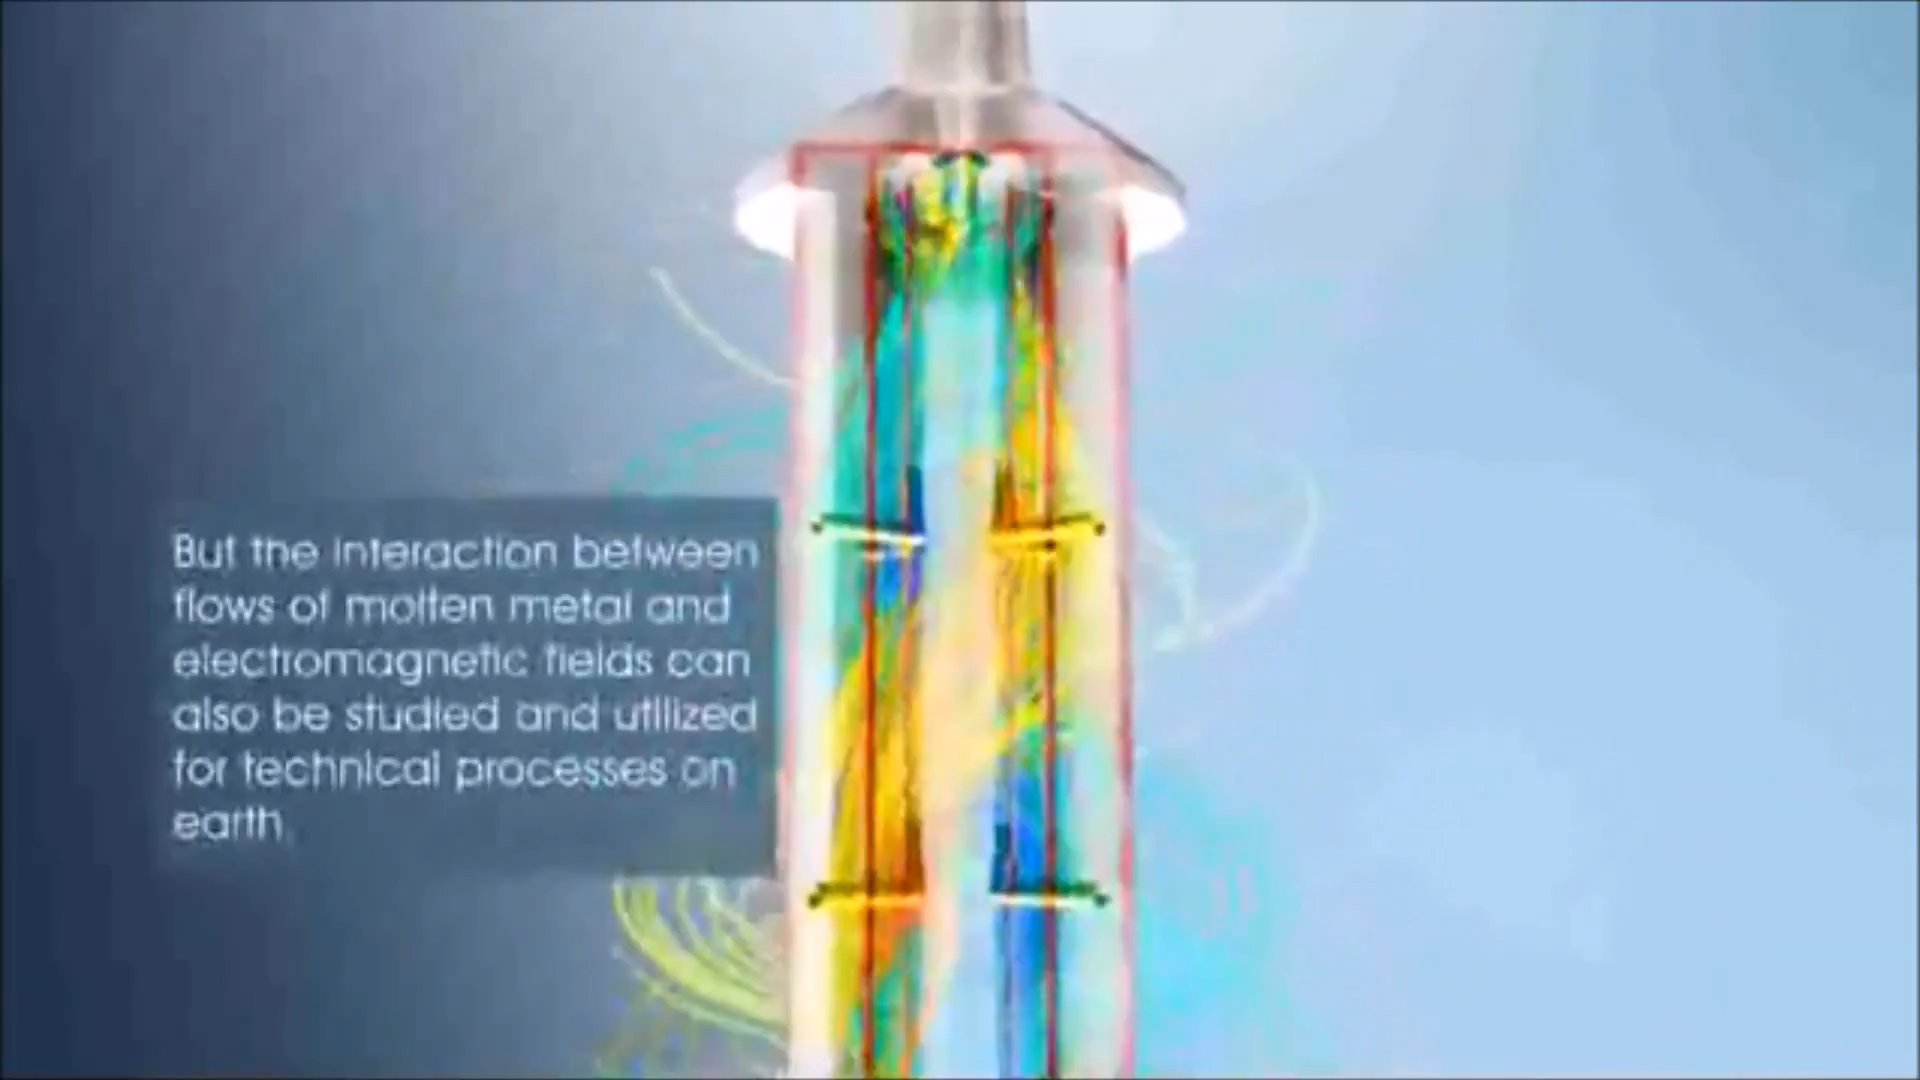 But the interaction between
flows of molten metal and
electromagnetic fields can
also be studied and utilized
for technical processes on
earth